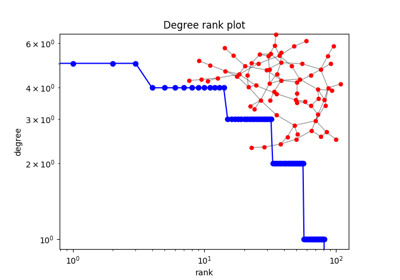 Degree rank plot
6 × 10⁰
4 × 10⁰
3 × 10⁰
2 × 10⁰
10⁰
degree
10⁰
10¹
10²
rank